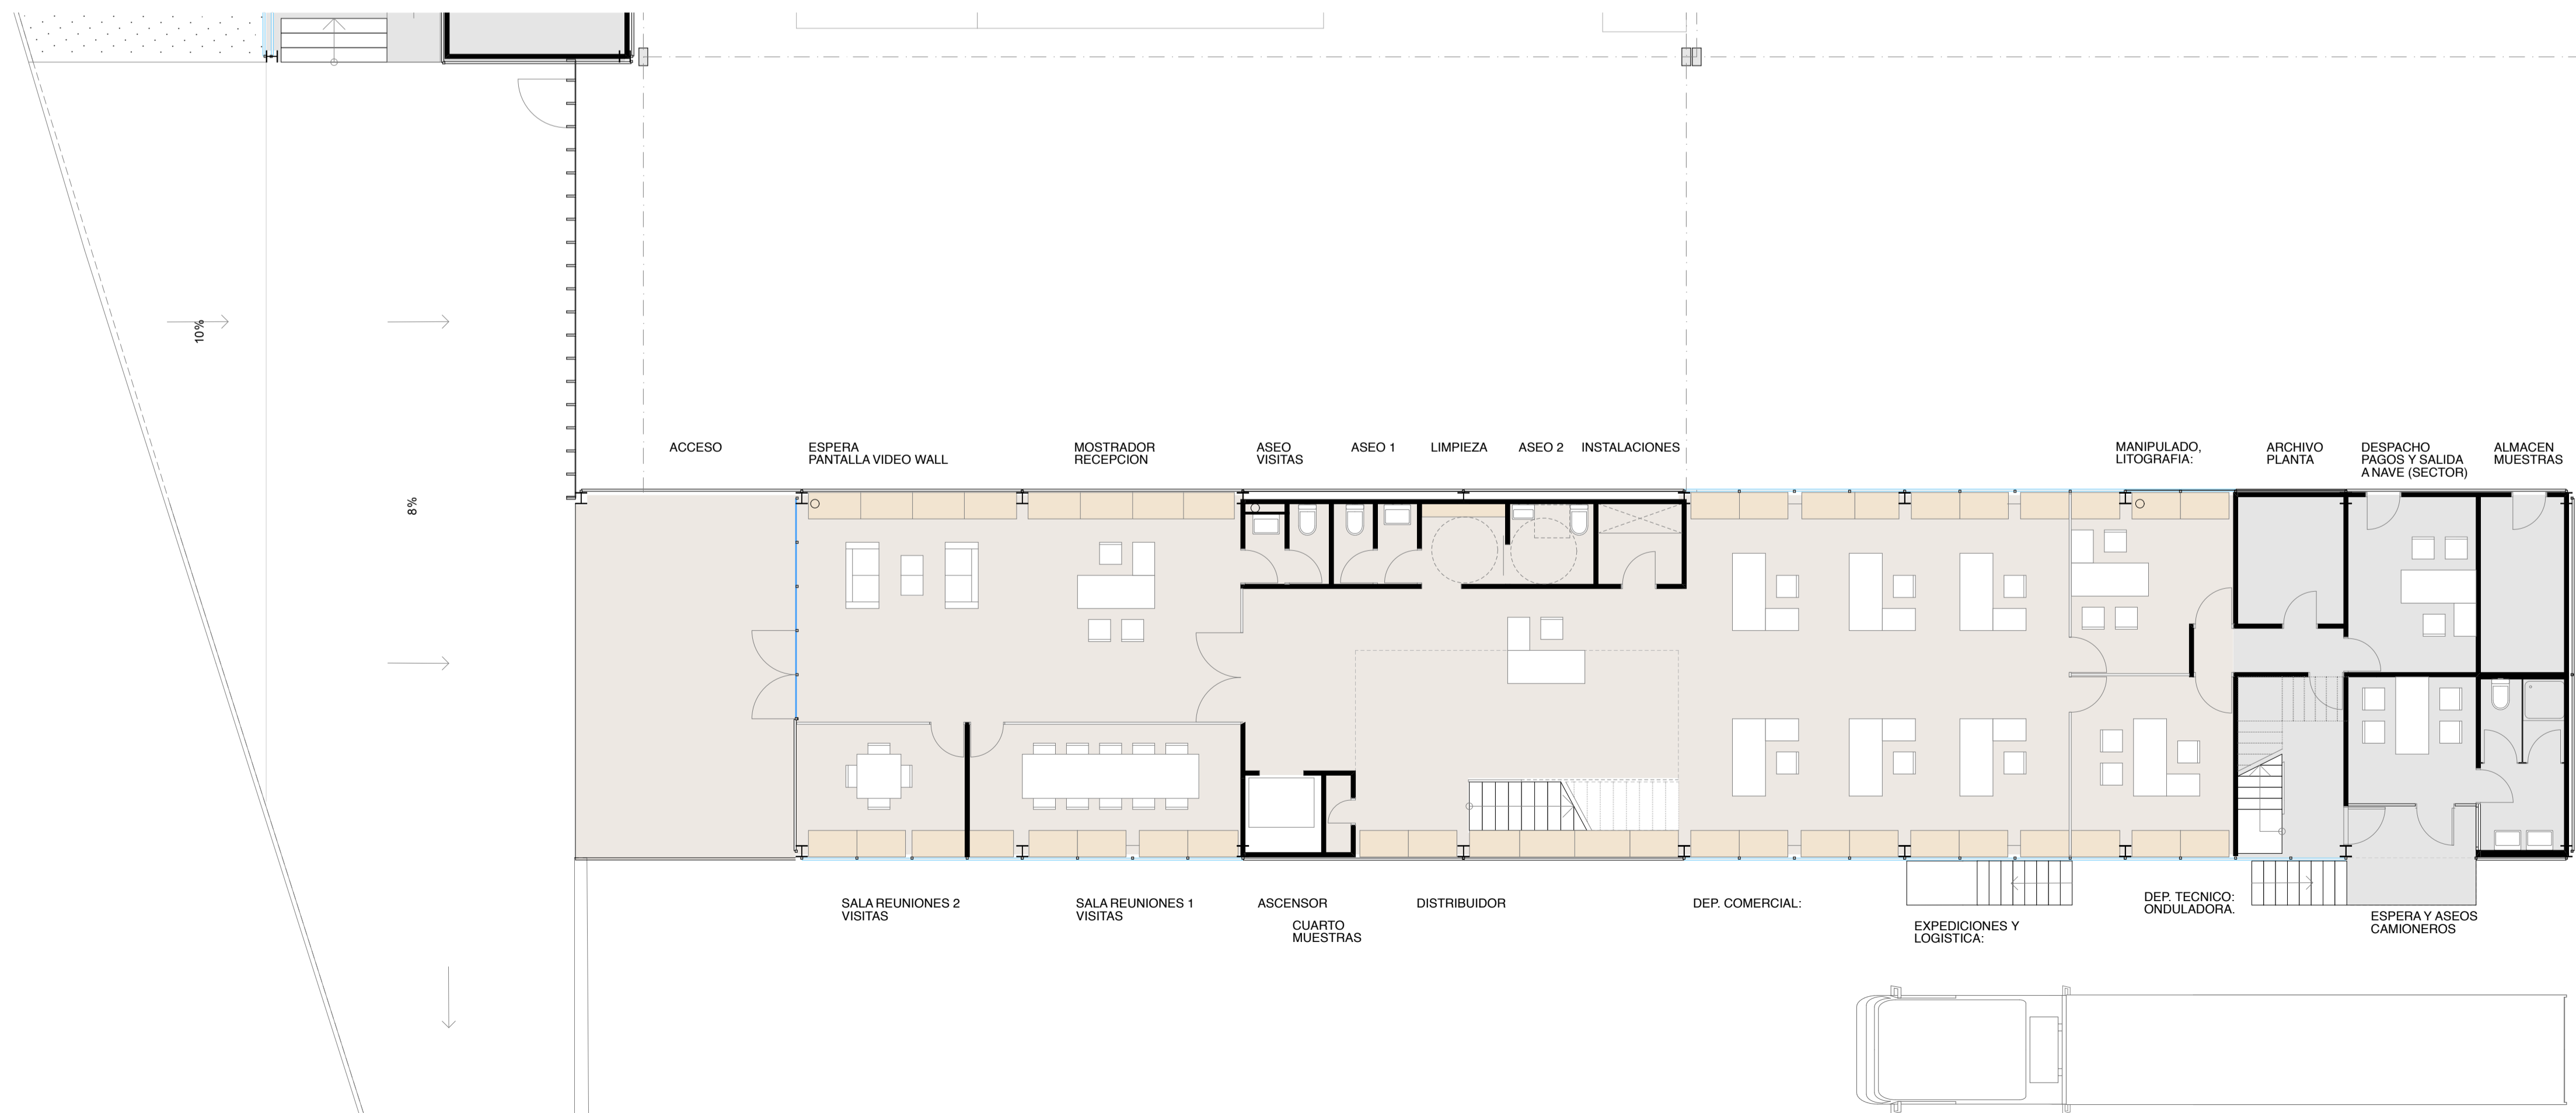 10%
8%
ACCESO
ESPERA
PANTALLA VIDEO WALL
MOSTRADOR
RECEPCION
ASEO
VISITAS
ASEO 1
LIMPIEZA
ASEO 2
INSTALACIONES
MANIPULADO,
LITOGRAFIA:
ARCHIVO
PLANTA
DESPACHO
PAGOS Y SALIDA
A NAVE (SECTOR)
ALMACEN
MUESTRAS
SALA REUNIONES 2
VISITAS
SALA REUNIONES 1
VISITAS
ASCENSOR
CUARTO
MUESTRAS
DISTRIBUIDOR
DEP. COMERCIAL:
EXPEDICIONES Y
LOGISTICA:
DEP. TECNICO:
ONDULADORA.
ESPERA Y ASEOS
CAMIONEROS